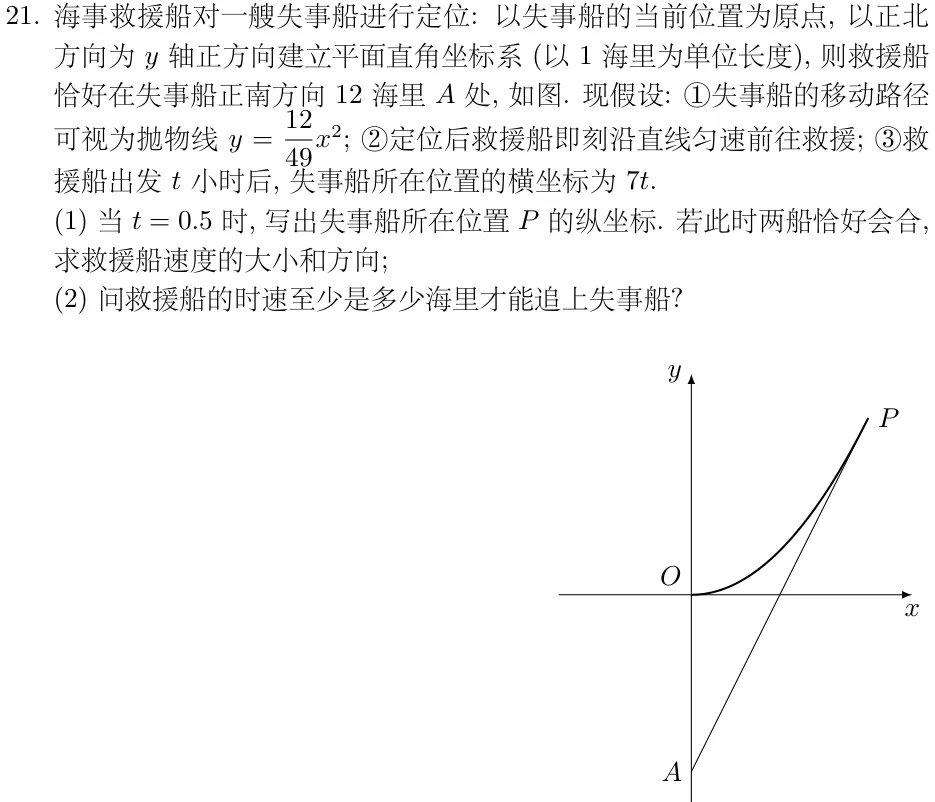 21. 海事救援船对一艘失事船进行定位: 以失事船的当前位置为原点, 以正北
方向为 y 轴正方向建立平面直角坐标系 (以 1 海里为单位长度), 则救援船
恰好在失事船正南方向 12 海里 A 处, 如图. 现假设: ①失事船的移动路径
可视为抛物线 y = \frac{12}{49}x²; ②定位后救援船即刻沿直线匀速前往救援; ③救
援船出发 t 小时后, 失事船所在位置的横坐标为 7t.
(1) 当 t = 0.5 时, 写出失事船所在位置 P 的纵坐标. 若此时两船恰好会合,
求救援船速度的大小和方向;
(2) 问救援船的时速至少是多少海里才能追上失事船?
y
P
O
x
A